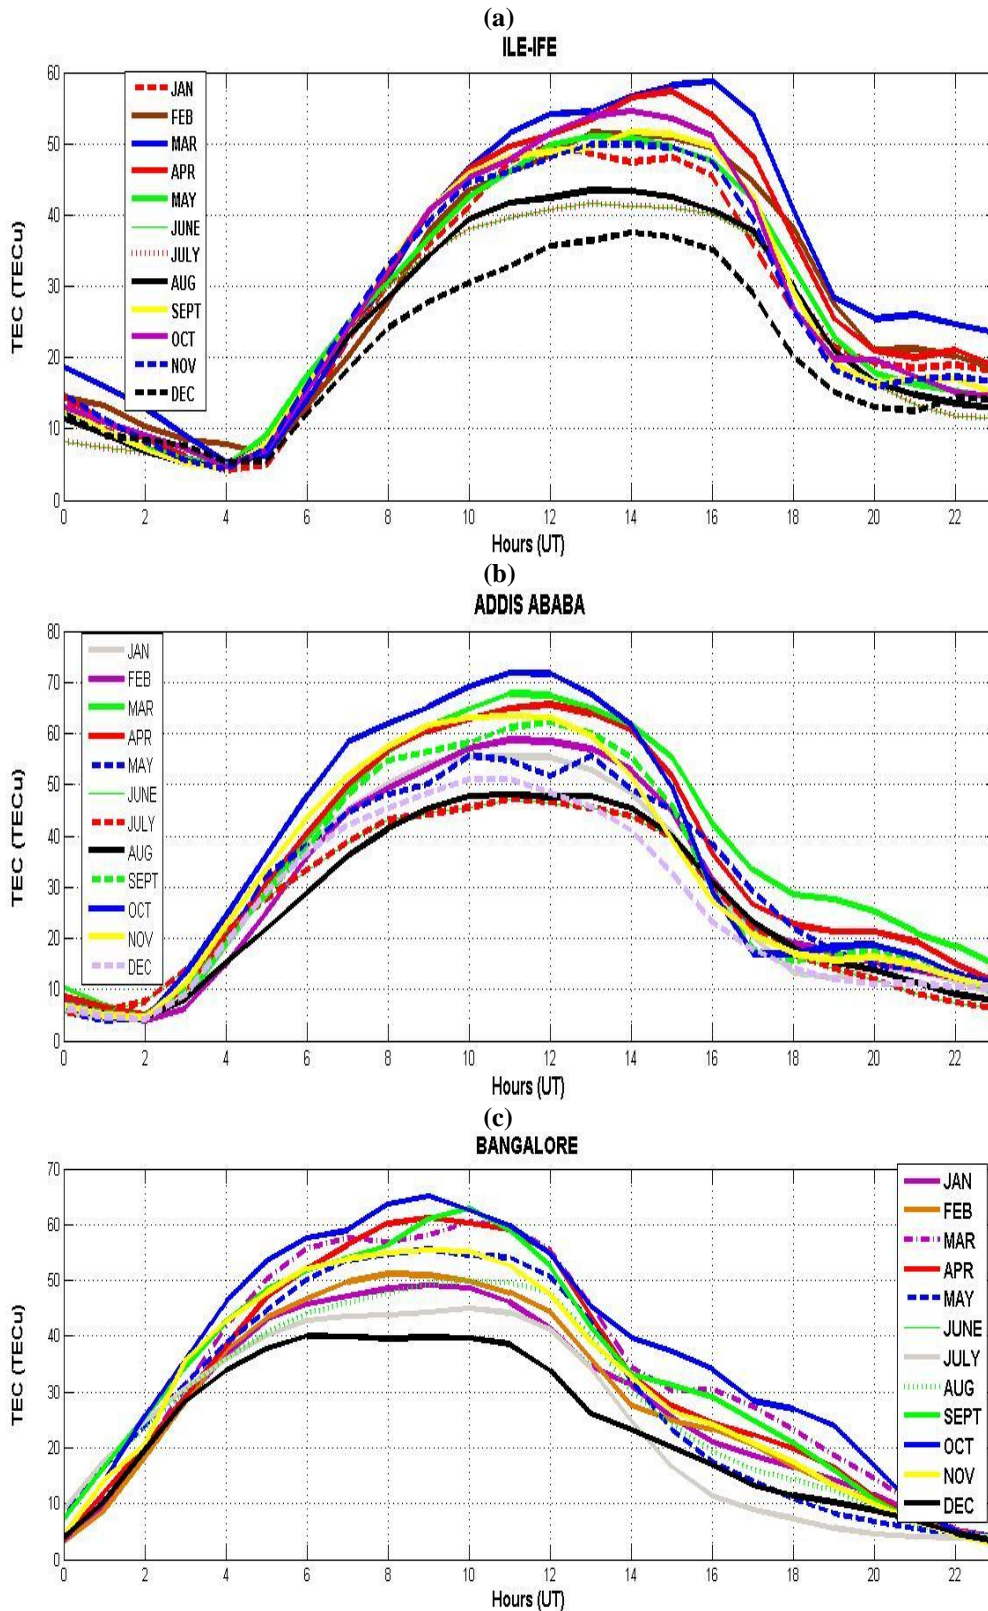 (a)
ILE-IFE
TEC (TECu)
60
50
40
30
20
10
0
JAN
FEB
MAR
APR
MAY
JUNE
JULY
AUG
SEPT
OCT
NOV
DEC
0 2 4 6 8 10 12 14 16 18 20 22
Hours (UT)
(b)
ADDIS ABABA
TEC (TECu)
80
70
60
50
40
30
20
10
0
JAN
FEB
MAR
APR
MAY
JUNE
JULY
AUG
SEPT
OCT
NOV
DEC
0 2 4 6 8 10 12 14 16 18 20 22
Hours (UT)
(c)
BANGALORE
TEC (TECu)
70
60
50
40
30
20
10
0
JAN
FEB
MAR
APR
MAY
JUNE
JULY
AUG
SEPT
OCT
NOV
DEC
0 2 4 6 8 10 12 14 16 18 20 22
Hours (UT)